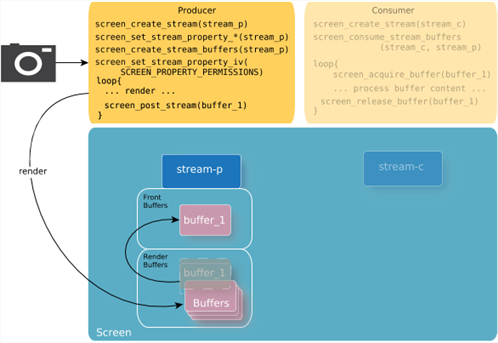 Producer
screen_create_stream(stream_p)
screen_set_stream_property_*(stream_p)
screen_create_stream_buffers(stream_p)
screen_set_stream_property_iv(
SCREEN_PROPERTY_PERMISSIONS)
loop{
... render ...
screen_post_stream(buffer_1)
}
Consumer
screen_create_stream(stream_c)
screen_consume_stream_buffers
(stream_c, stream_p)
loop{
screen_acquire_buffer(buffer_1)
... process buffer content ...
screen_release_buffer(buffer_1)
}
render
stream-p
stream-c
Front
Buffers
buffer_1
Render
Buffers
buffer_1
Buffers
Screen